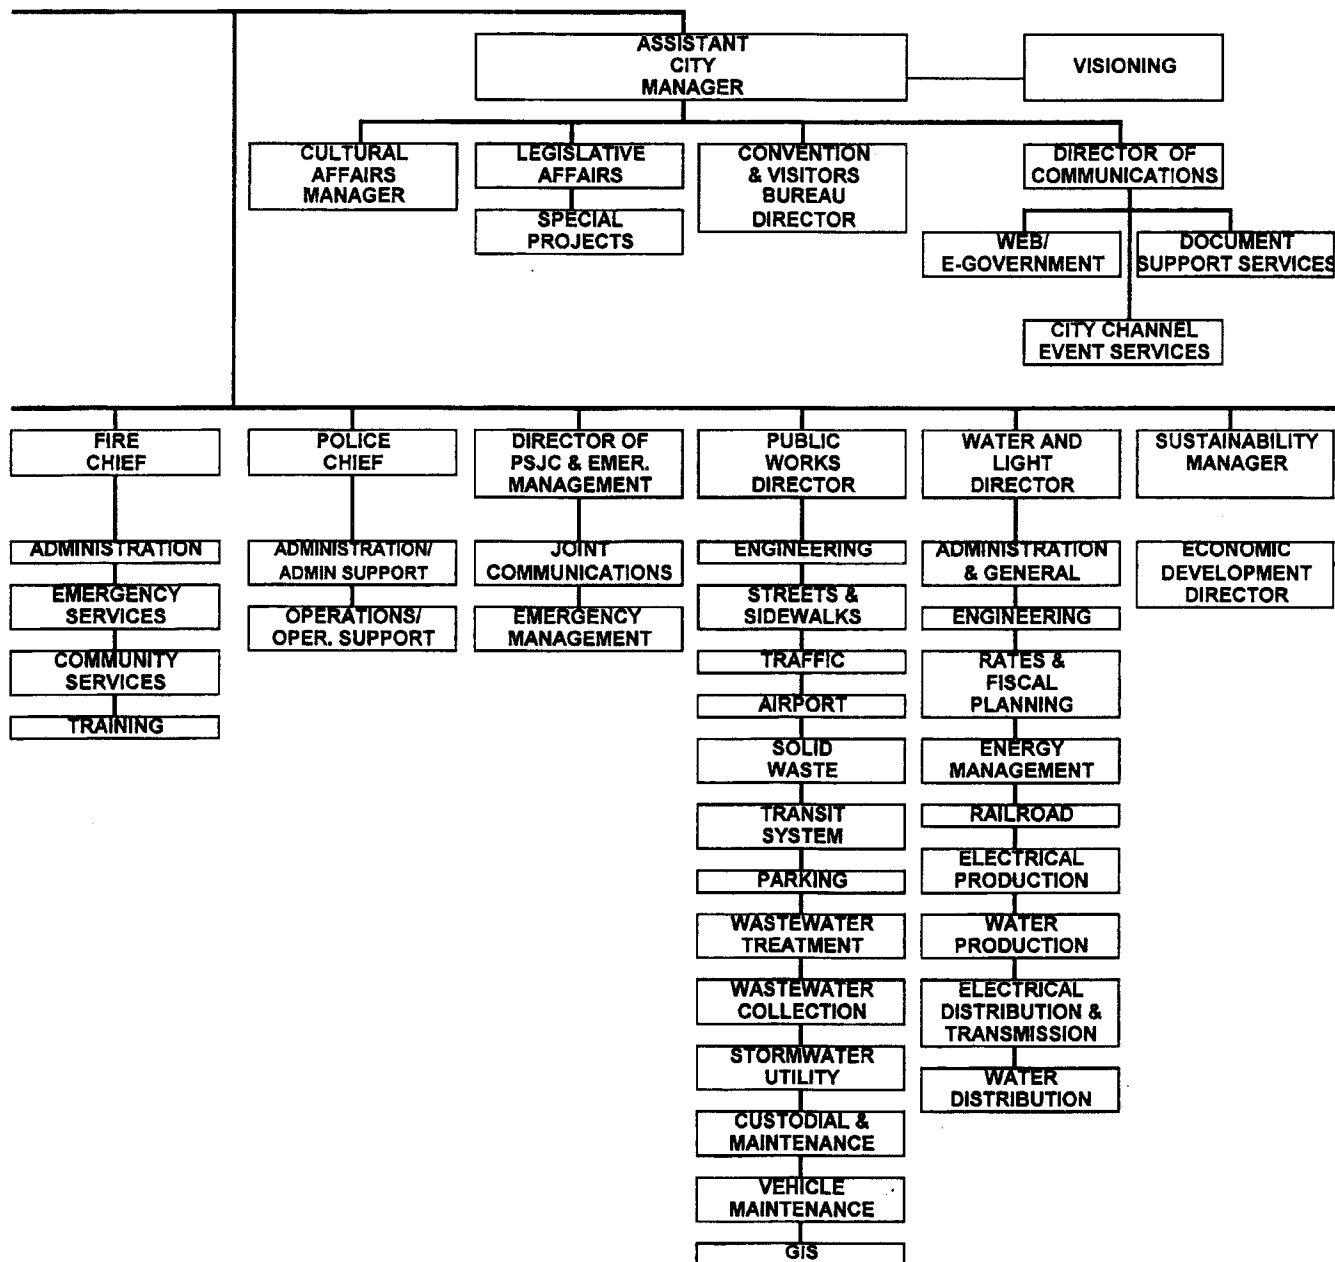 ASSISTANT
CITY
MANAGER
VISIONING
CULTURAL
AFFAIRS
MANAGER
LEGISLATIVE
AFFAIRS
SPECIAL
PROJECTS
CONVENTION
& VISITORS
BUREAU
DIRECTOR
DIRECTOR OF
COMMUNICATIONS
WEB/
E-GOVERNMENT
DOCUMENT
SUPPORT SERVICES
CITY CHANNEL
EVENT SERVICES
FIRE
CHIEF
ADMINISTRATION
EMERGENCY
SERVICES
COMMUNITY
SERVICES
TRAINING
POLICE
CHIEF
ADMINISTRATION/
ADMIN SUPPORT
OPERATIONS/
OPER. SUPPORT
DIRECTOR OF
PSJC & EMER.
MANAGEMENT
JOINT
COMMUNICATIONS
EMERGENCY
MANAGEMENT
PUBLIC
WORKS
DIRECTOR
ENGINEERING
STREETS &
SIDEWALKS
TRAFFIC
AIRPORT
SOLID
WASTE
TRANSIT
SYSTEM
PARKING
WASTEWATER
TREATMENT
WASTEWATER
COLLECTION
STORMWATER
UTILITY
CUSTODIAL &
MAINTENANCE
VEHICLE
MAINTENANCE
GIS
WATER AND
LIGHT
DIRECTOR
ADMINISTRATION
& GENERAL
ENGINEERING
RATES &
FISCAL
PLANNING
ENERGY
MANAGEMENT
RAILROAD
ELECTRICAL
PRODUCTION
WATER
PRODUCTION
ELECTRICAL
DISTRIBUTION &
TRANSMISSION
WATER
DISTRIBUTION
SUSTAINABILITY
MANAGER
ECONOMIC
DEVELOPMENT
DIRECTOR